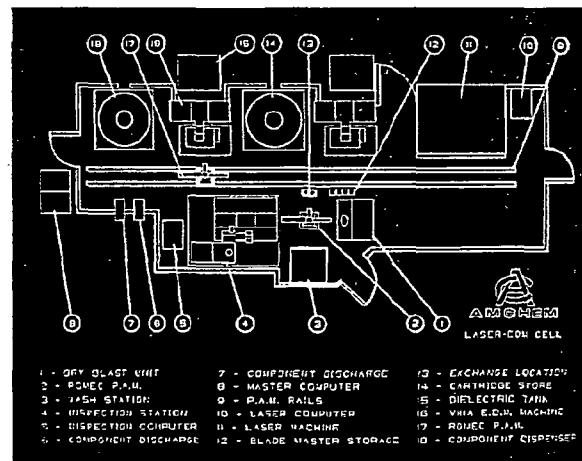 18 17 16 15 14 13 12 11 10 9
8 7 6 5 4 3 2 1
AMCHEM
LASER-COM CELL
1 - DRY BLAST UNIT 7 - COMPONENT DISCHARGE 13 - EXCHANGE LOCATION
2 - ROMEC P.A.M. 8 - MASTER COMPUTER 14 - CARTRIDGE STORE
3 - WASH STATION 9 - P.A.M. RAILS 15 - DIELECTRIC TANK
4 - INSPECTION STATION 10 - LASER COMPUTER 16 - E.D.M. MACHINE
5 - INSPECTION COMPUTER 11 - LASER MACHINE 17 - ROMEC P.A.M.
6 - COMPONENT DISCHARGE 12 - BLADE MASTER STORAGE 18 - COMPONENT DISPENSER